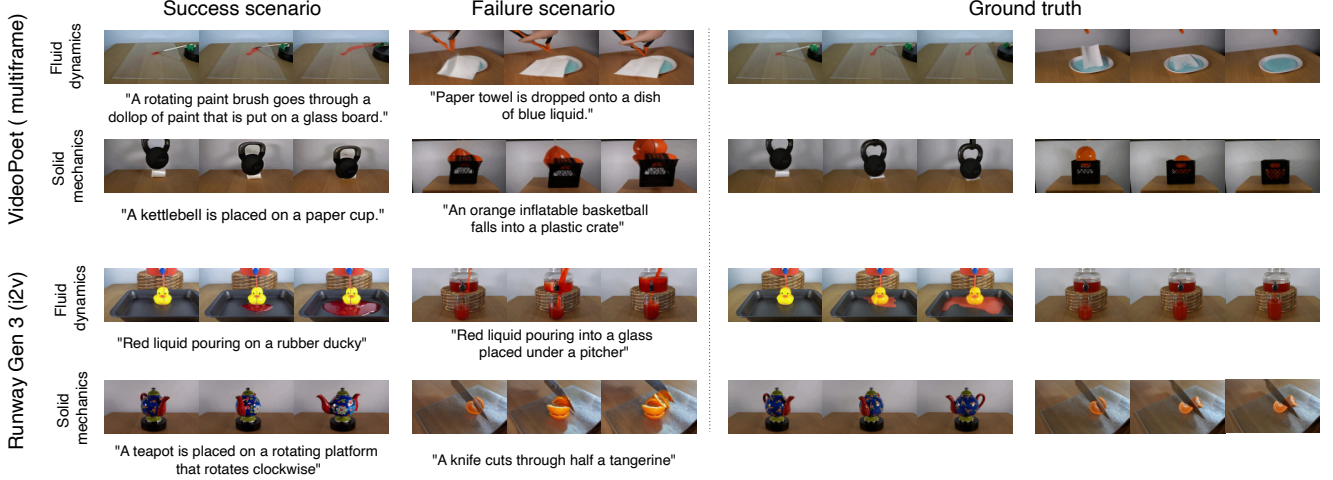 Success scenario
Failure scenario
Ground truth
VideoPoet ( multiframe)
Fluid
dynamics
"A rotating paint brush goes through a
dollop of paint that is put on a glass board."
"Paper towel is dropped onto a dish
of blue liquid."
Solid
mechanics
"A kettlebell is placed on a paper cup."
"An orange inflatable basketball
falls into a plastic crate"
Runway Gen 3 (i2v)
Fluid
dynamics
"Red liquid pouring on a rubber ducky"
"Red liquid pouring into a glass
placed under a pitcher"
Solid
mechanics
"A teapot is placed on a rotating platform
that rotates clockwise"
"A knife cuts through half a tangerine"